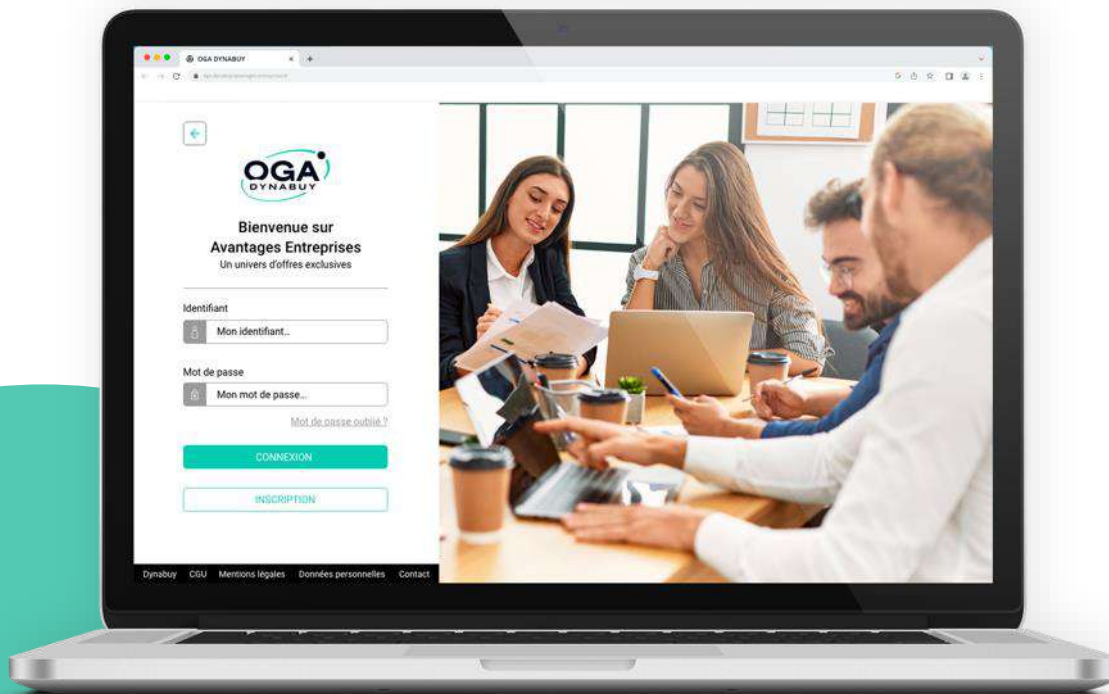 OGA DYNABUY
OGA
DYNABUY
Bienvenue sur
Avantages Entreprises
Un univers d'offres exclusives
Identifiant
Mon identifiant..
Mot de passe
Mon mot de passe...
Mot de passe oublié ?
CONNEXION
INSCRIPTION
Dynabuy CGU Mentions légales Données personnelles Contact